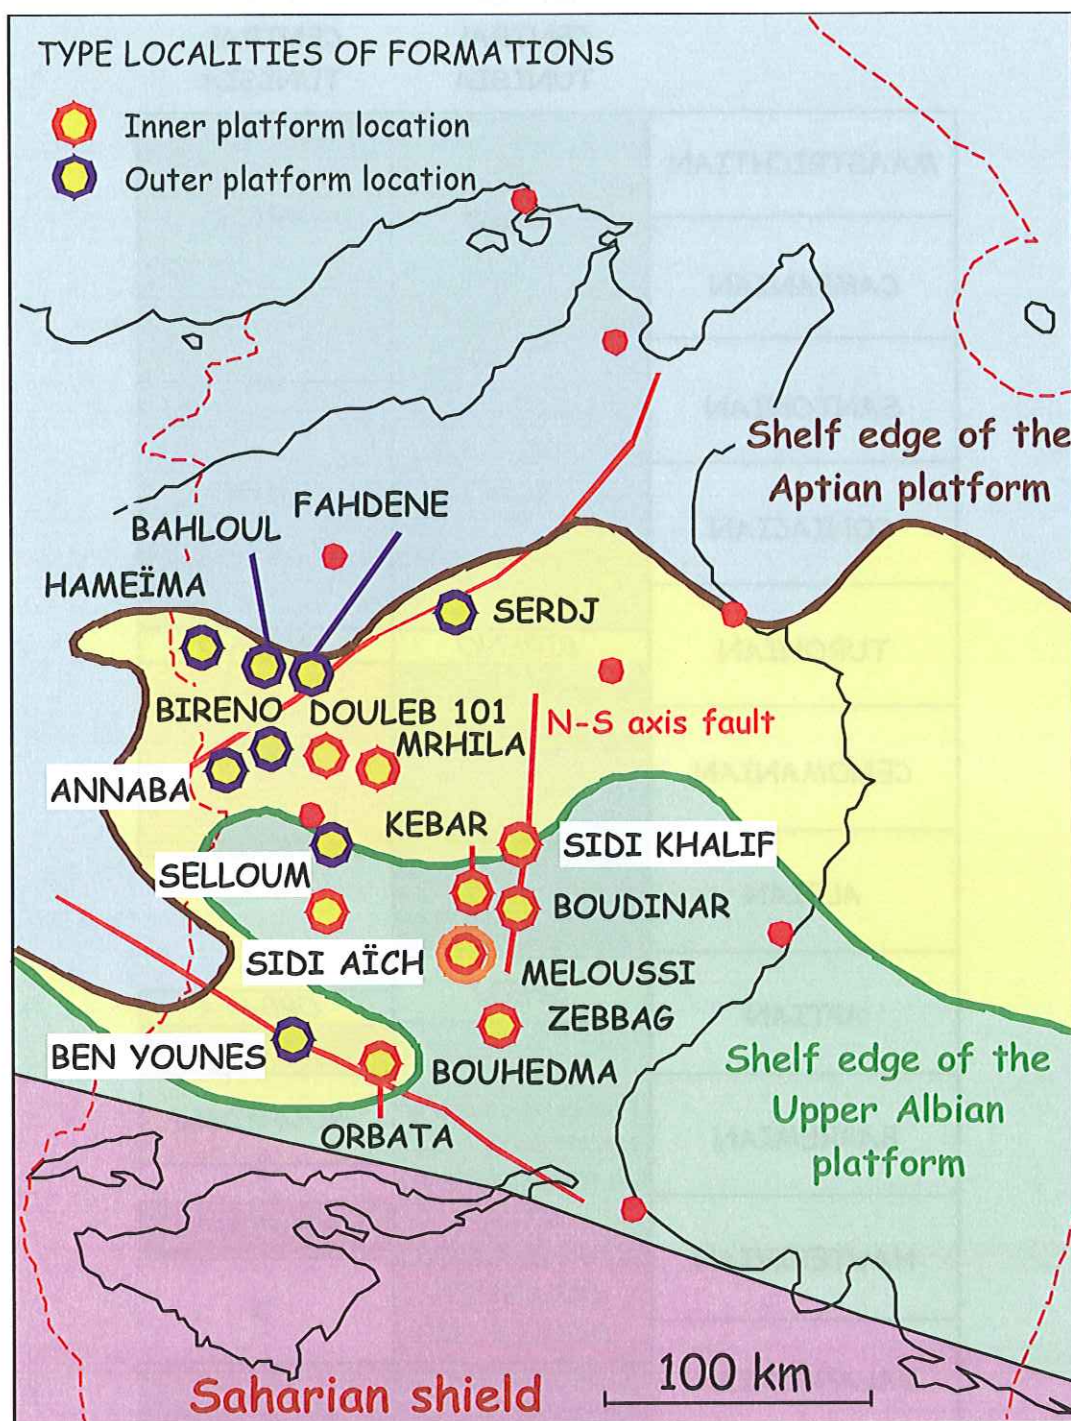 TYPE LOCALITIES OF FORMATIONS
Inner platform location
Outer platform location
Shelf edge of the
Aptian platform
FAHDENE
BAHLOUL
HAMEÏMA
SERDJ
BIRENO
DOULEB 101
N-S axis fault
MRHILA
ANNABA
KEBAR
SIDI KHALIF
SELLOUM
BOUDINAR
SIDI AÏCH
MELOUSSI
ZEBBAG
BEN YOUNES
BOUHEDMA
Shelf edge of the
Upper Albian
platform
ORBATA
100 km
Saharian shield